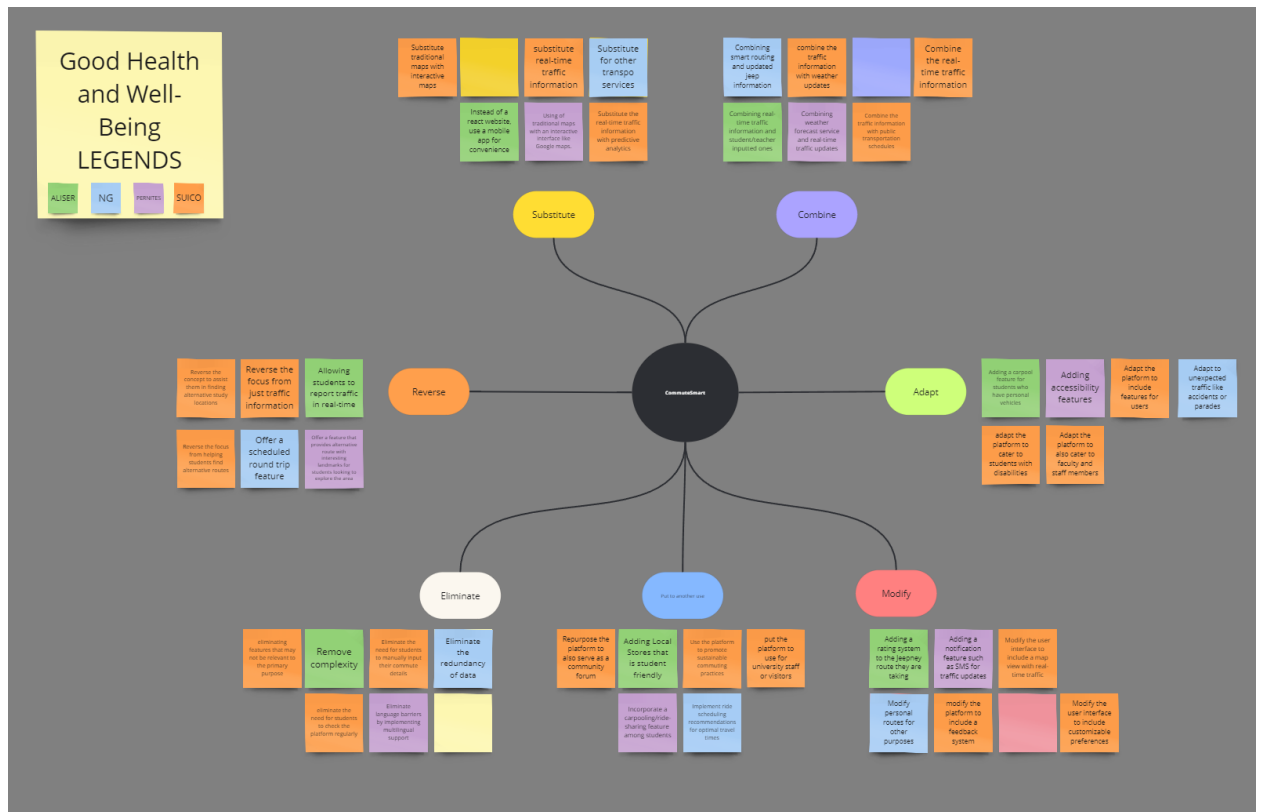 Good Health
and Well-
Being
LEGENDS
ALISER
NG
PERNITES
SUICO
Substitute
traditional
maps with
interactive
maps
substitute
real-time
traffic
information
Substitute
for other
transpo
services
Instead of a
react website,
use a mobile
app for
convenience
Using of
traditional maps
with an interactive
interface like
Google maps.
Substitute the
real-time traffic
information
with predictive
analytics
Substitute
Combining
smart routing
and updated
jeep
information
combine the
traffic
information
with weather
updates
Combine
the real-
time traffic
information
Combining real-
time traffic
information and
student/teacher
inputted ones
Combining
weather
forecast service
and real-time
traffic updates
Combine the
traffic information
with public
transportation
schedules
Combine
CommuteSmart
Reverse the
concept to assist
them in finding
alternative study
locations
Reverse the
focus from
just traffic
information
Allowing
students to
report traffic
in real-time
Reverse the focus
from helping
students find
alternative routes
Offer a
scheduled
round trip
feature
Offer a feature that
provides alternative
route with
interesting
landmarks for
students looking to
explore the area
Reverse
Adapt
Adding a carpool
feature for
students who
have personal
vehicles
Adding
accessibility
features
Adapt the
platform to
include
features for
users
Adapt to
unexpected
traffic like
accidents or
parades
adapt the
platform to
cater to
students with
disabilities
Adapt the
platform to
also cater to
faculty and
staff members
Eliminate
eliminating
features that may
not be relevant to
the primary
purpose
Remove
complexity
Eliminate the
need for students
to manually input
their commute
details
Eliminate
the
redundancy
of data
eliminate the
need for students
to check the
platform regularly
Eliminate
language barriers
by implementing
multilingual
support
Put to another use
Repurpose the
platform to
also serve as a
community
forum
Adding Local
Stores that
is student
friendly
Use the platform
to promote
sustainable
commuting
practices
put the
platform to
use for
university staff
or visitors
Incorporate a
carpooling/ride-
sharing feature
among students.
Implement ride
scheduling
recommendations
for optimal travel
times
Modify
Adding a
rating system
to the Jeepney
route they are
taking
Adding a
notification
feature such
as SMS for
traffic updates
Modify the user
interface to
include a map
view with real-
time traffic
Modify
personal
routes for
other
purposes
modify the
platform to
include a
feedback
system
Modify the
user interface
to include
customizable
preferences